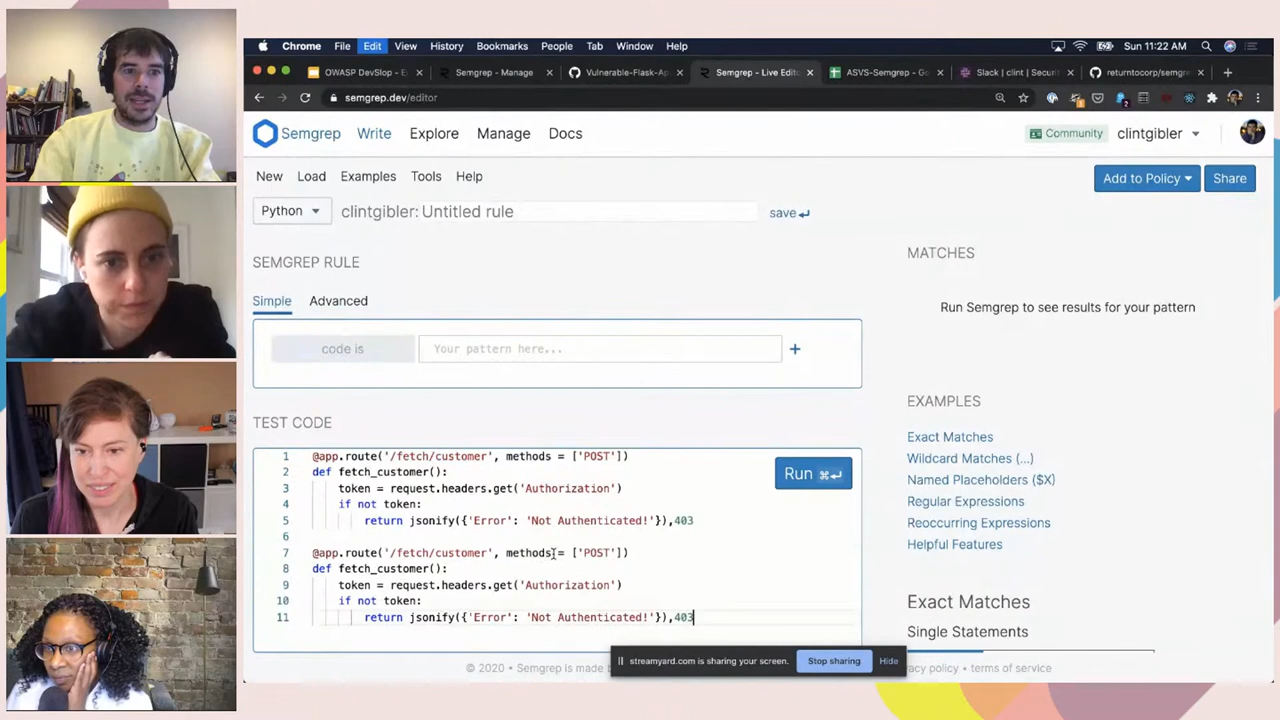 Chrome File Edit View History Bookmarks People Tab Window Help Sun 11:22 AM
OWASP DevSlop - E Semgrep - Manage Vulnerable-Flask-Ap Semgrep - Live Edit ASVS-Semgrep - Go Slack | clint | Securi returntocorp/semgre
semgrep.dev/editor
Semgrep Write Explore Manage Docs Community clintgibler
New Load Examples Tools Help Add to Policy Share
Python clintgibler: Untitled rule save
SEMGREP RULE
Simple Advanced
code is Your pattern here...
TEST CODE
1 @app.route('/fetch/customer', methods = ['POST'])
2 def fetch_customer():
3 token = request.headers.get('Authorization')
4 if not token:
5 return jsonify({'Error': 'Not Authenticated!'}),403
6
7 @app.route('/fetch/customer', methods = ['POST'])
8 def fetch_customer():
9 token = request.headers.get('Authorization')
10 if not token:
11 return jsonify({'Error': 'Not Authenticated!'}),403
Run
MATCHES
Run Semgrep to see results for your pattern
EXAMPLES
Exact Matches
Wildcard Matches (...)
Named Placeholders ($X)
Regular Expressions
Reoccurring Expressions
Helpful Features
Exact Matches
Single Statements
© 2020 • Semgrep is made b
policy • terms of service
streamyard.com is sharing your screen. Stop sharing Hide